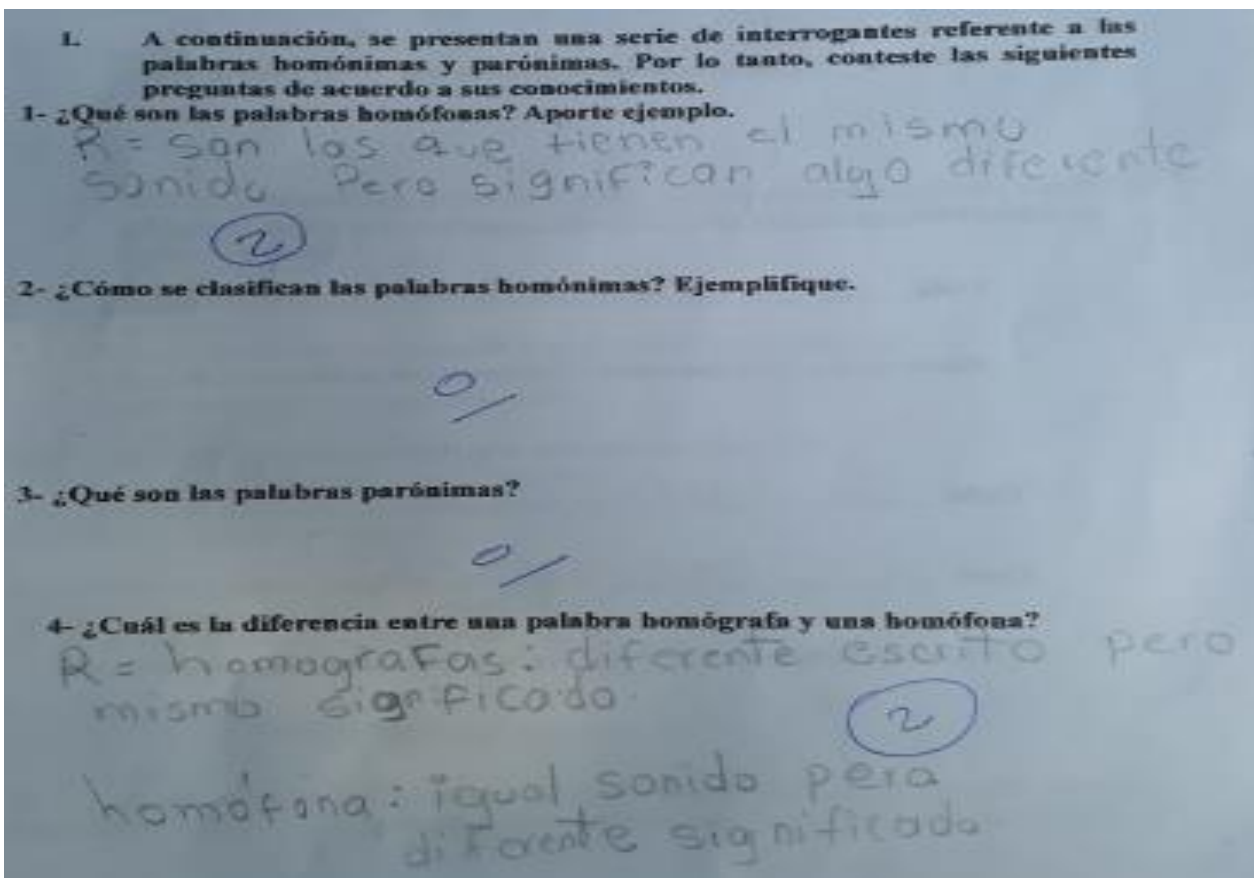 I. A continuación, se presentan una serie de interrogantes referente a las
palabras homónimas y parónimas. Por lo tanto, conteste las siguientes
preguntas de acuerdo a sus conocimientos.
1- ¿Qué son las palabras homófonas? Aporte ejemplo.
R = Son las que tienen el mismo
sonido Pero significan algo diferente
2
2- ¿Cómo se clasifican las palabras homónimas? Ejemplifique.
0/
3- ¿Qué son las palabras parónimas?
0/
4- ¿Cuál es la diferencia entre una palabra homógrafa y una homófona?
R = homografas: diferente escrito pero
mismo significado.
2
homófona: igual sonido pero
diferente significado